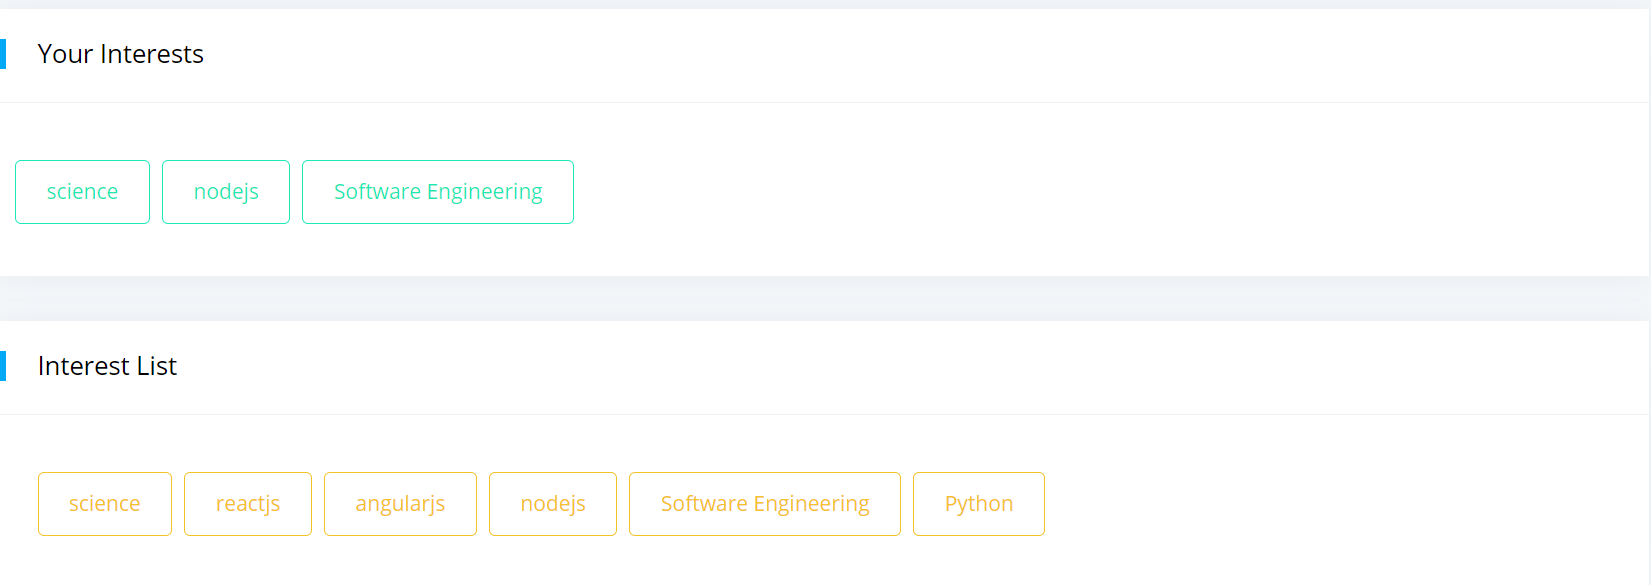 Your Interests
science nodejs Software Engineering
Interest List
science reactjs angularjs nodejs Software Engineering Python